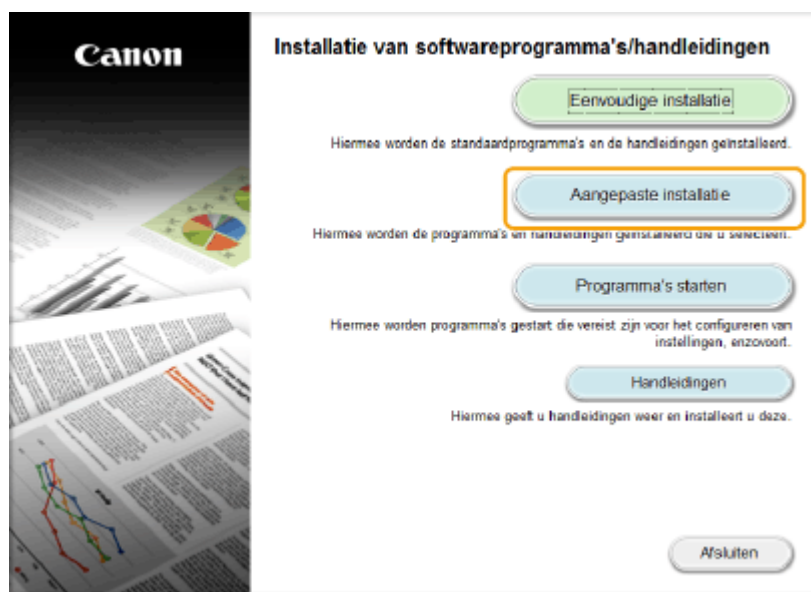 Canon
Installatie van softwareprogramma's/handleidingen
Eenvoudige installatie
Hiermee worden de standaardprogramma's en de handleidingen geïnstalleerd.
Aangepaste installatie
Hiermee worden de programma's en handleidingen geïnstalleerd die u selecteert.
Programma's starten
Hiermee worden programma's gestart die vereist zijn voor het configureren van
instellingen, enzovoort.
Handleidingen
Hiermee geeft u handleidingen weer en installeert u deze.
Afsluiten